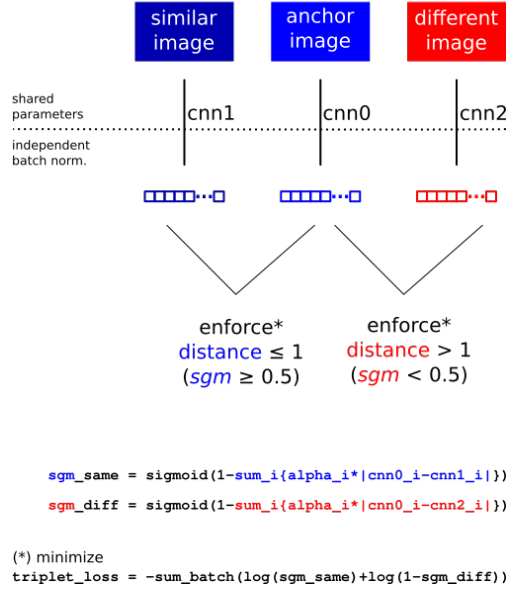 similar
image
anchor
image
different
image
shared
parameters
cnn1
cnn0
cnn2
independent
batch norm.
enforce*
distance ≤ 1
(sgm ≥ 0.5)
enforce*
distance > 1
(sgm < 0.5)
sgm_same = sigmoid(1-sum_i{alpha_i*|cnn0_i-cnn1_i|})
sgm_diff = sigmoid(1-sum_i{alpha_i*|cnn0_i-cnn2_i|})
(*) minimize
triplet_loss = -sum_batch(log(sgm_same)+log(1-sgm_diff))